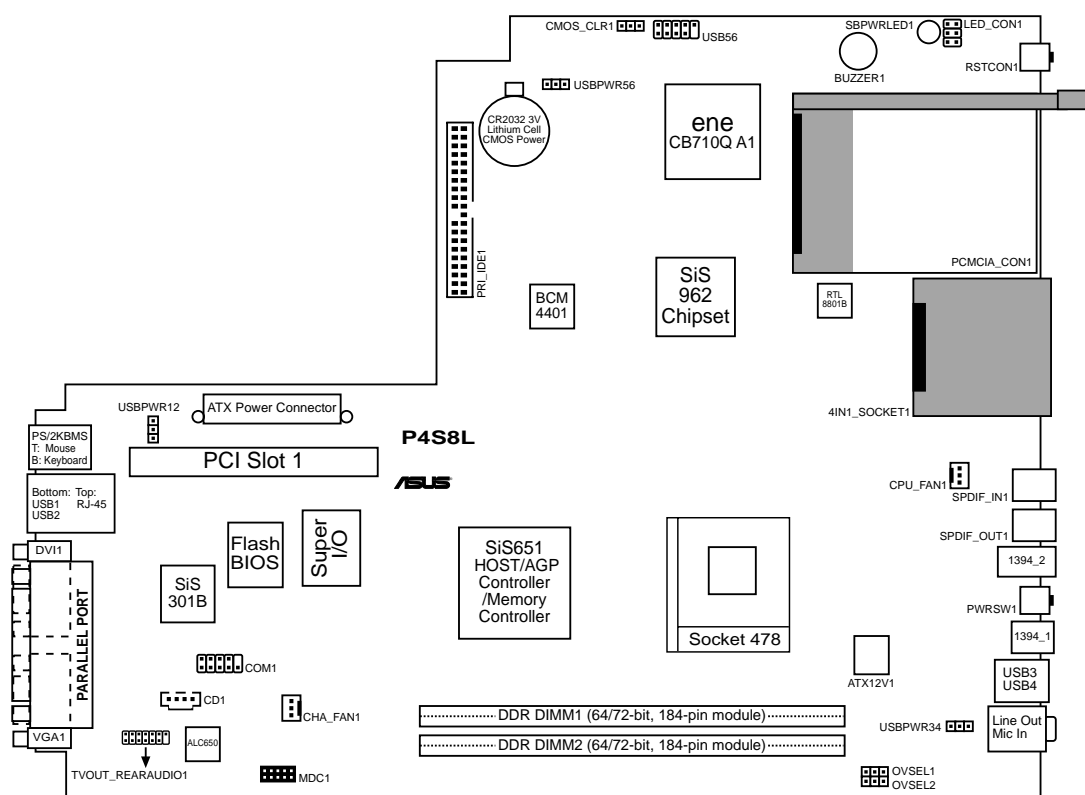 CMOS_CLR1
USB56
SBPWRLED1
LED_CON1
BUZZER1
RSTCON1
USBPWR56
CR2032 3V
Lithium Cell
CMOS Power
ene
CB710Q A1
PRI_IDE1
PCMCIA_CON1
SiS
962
Chipset
BCM
4401
RTL
8801B
4IN1_SOCKET1
USBPWR12
ATX Power Connector
PS/2KBMS
T: Mouse
B: Keyboard
P4S8L
PCI Slot 1
ASUS
CPU_FAN1
SPDIF_IN1
Bottom: Top:
USB1 RJ-45
USB2
SPDIF_OUT1
DVI1
Flash
BIOS
Super
I/O
SiS651
HOST/AGP
Controller
/Memory
Controller
1394_2
SiS
301B
PARALLEL PORT
PWRSW1
Socket 478
1394_1
COM1
ATX12V1
USB3
USB4
CD1
CHA_FAN1
DDR DIMM1 (64/72-bit, 184-pin module)
USBPWR34
Line Out
Mic In
VGA1
ALC650
DDR DIMM2 (64/72-bit, 184-pin module)
TVOUT_REARAUDIO1
MDC1
OVSEL1
OVSEL2